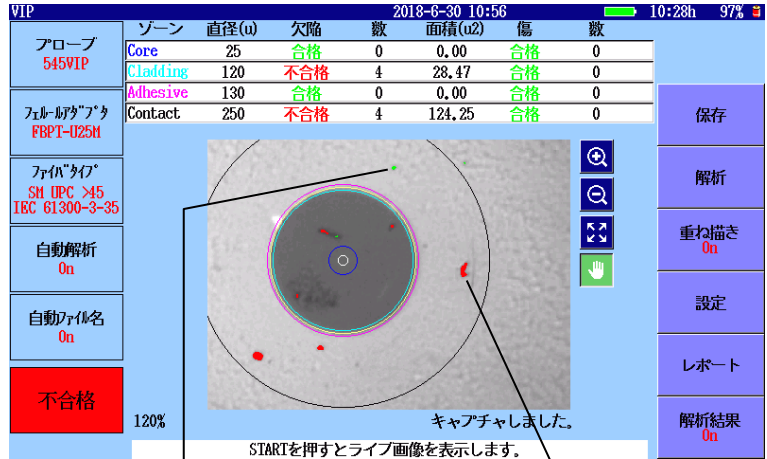 VIP 2018-6-30 10:56 10:28h 97%
プローブ
545VIP
フェルールアダプタ
FBPT-U25M
ファイバタイプ
SM UPC >45
IEC 61300-3-35
自動解析
On
自動ファイル名
On
不合格
ゾーン 直径(u) 欠陥 数 面積(u2) 傷 数
Core 25 合格 0 0.00 合格 0
Cladding 120 不合格 4 28.47 合格 0
Adhesive 130 合格 0 0.00 合格 0
Contact 250 不合格 4 124.25 合格 0
120% キャプチャしました。
STARTを押すとライブ画像を表示します。
保存
解析
重ね描き
On
設定
レポート
解析結果
On